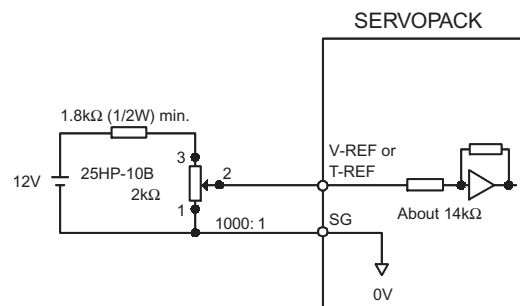 SERVOPACK
1.8kΩ (1/2W) min.
V-REF or
T-REF
3
25HP-10B
2
12V
2kΩ
1
About 14kΩ
1000: 1
SG
0V